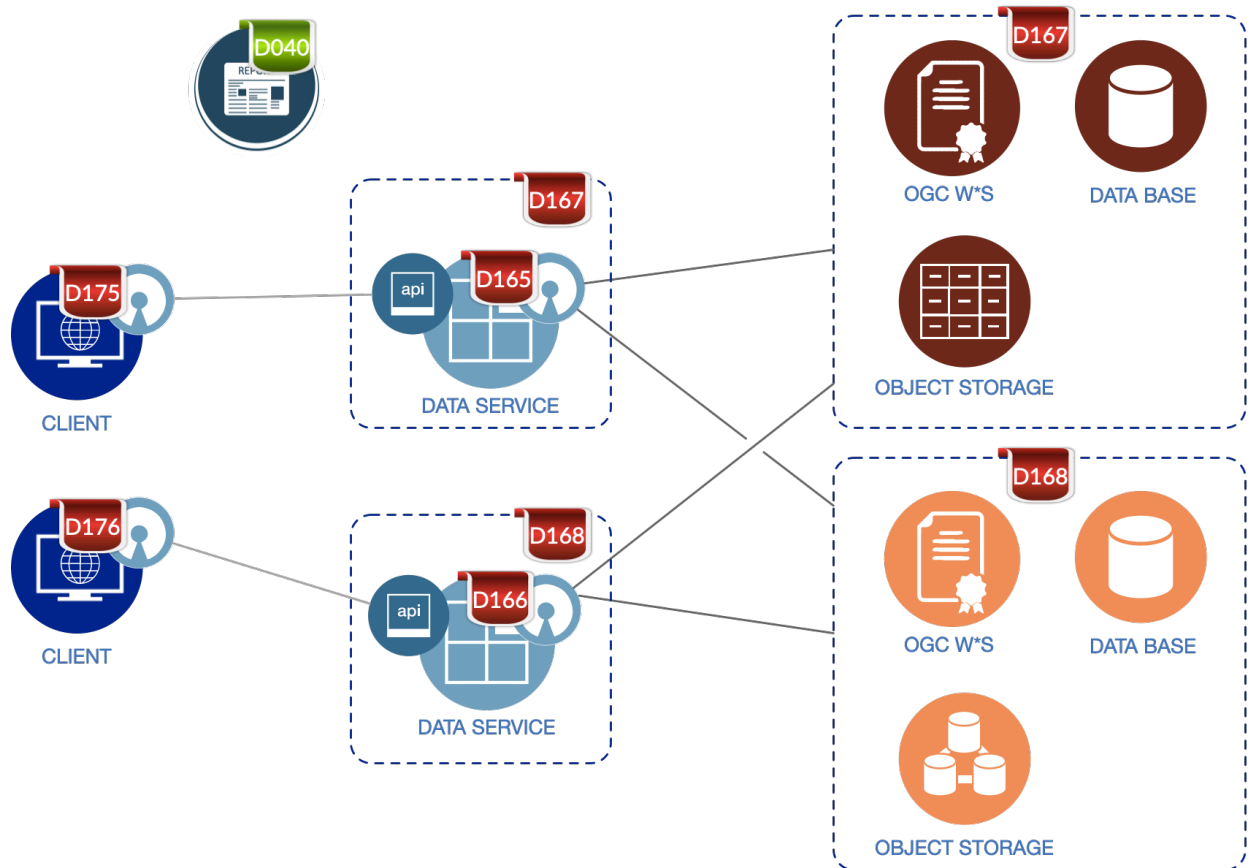 D040
REPO
D167
OGC W*S
DATA BASE
OBJECT STORAGE
D167
api
D165
DATA SERVICE
D175
CLIENT
D176
CLIENT
D168
api
D166
DATA SERVICE
D168
OGC W*S
DATA BASE
OBJECT STORAGE